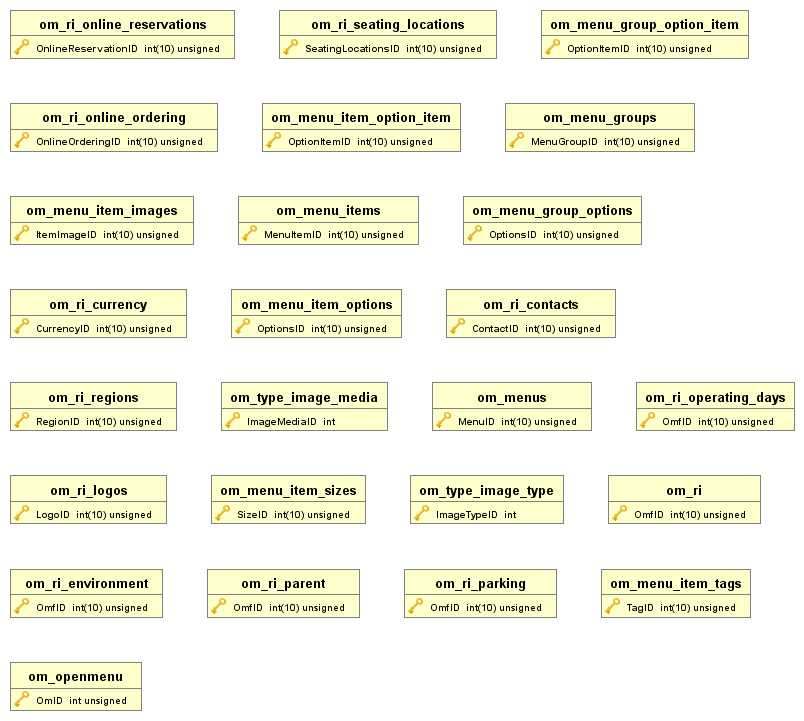 om_ri_online_reservations
OnlineReservationID int(10) unsigned
om_ri_seating_locations
SeatingLocationsID int(10) unsigned
om_menu_group_option_item
OptionItemID int(10) unsigned
om_ri_online_ordering
OnlineOrderingID int(10) unsigned
om_menu_item_option_item
OptionItemID int(10) unsigned
om_menu_groups
MenuGroupID int(10) unsigned
om_menu_item_images
ItemImageID int(10) unsigned
om_menu_items
MenuItemID int(10) unsigned
om_menu_group_options
OptionsID int(10) unsigned
om_ri_currency
CurrencyID int(10) unsigned
om_menu_item_options
OptionsID int(10) unsigned
om_ri_contacts
ContactID int(10) unsigned
om_ri_regions
RegionID int(10) unsigned
om_type_image_media
ImageMediaID int
om_menus
MenuID int(10) unsigned
om_ri_operating_days
OmfID int(10) unsigned
om_ri_logos
LogoID int(10) unsigned
om_menu_item_sizes
SizeID int(10) unsigned
om_type_image_type
ImageTypeID int
om_ri
OmfID int(10) unsigned
om_ri_environment
OmfID int(10) unsigned
om_ri_parent
OmfID int(10) unsigned
om_ri_parking
OmfID int(10) unsigned
om_menu_item_tags
TagID int(10) unsigned
om_openmenu
OmID int unsigned